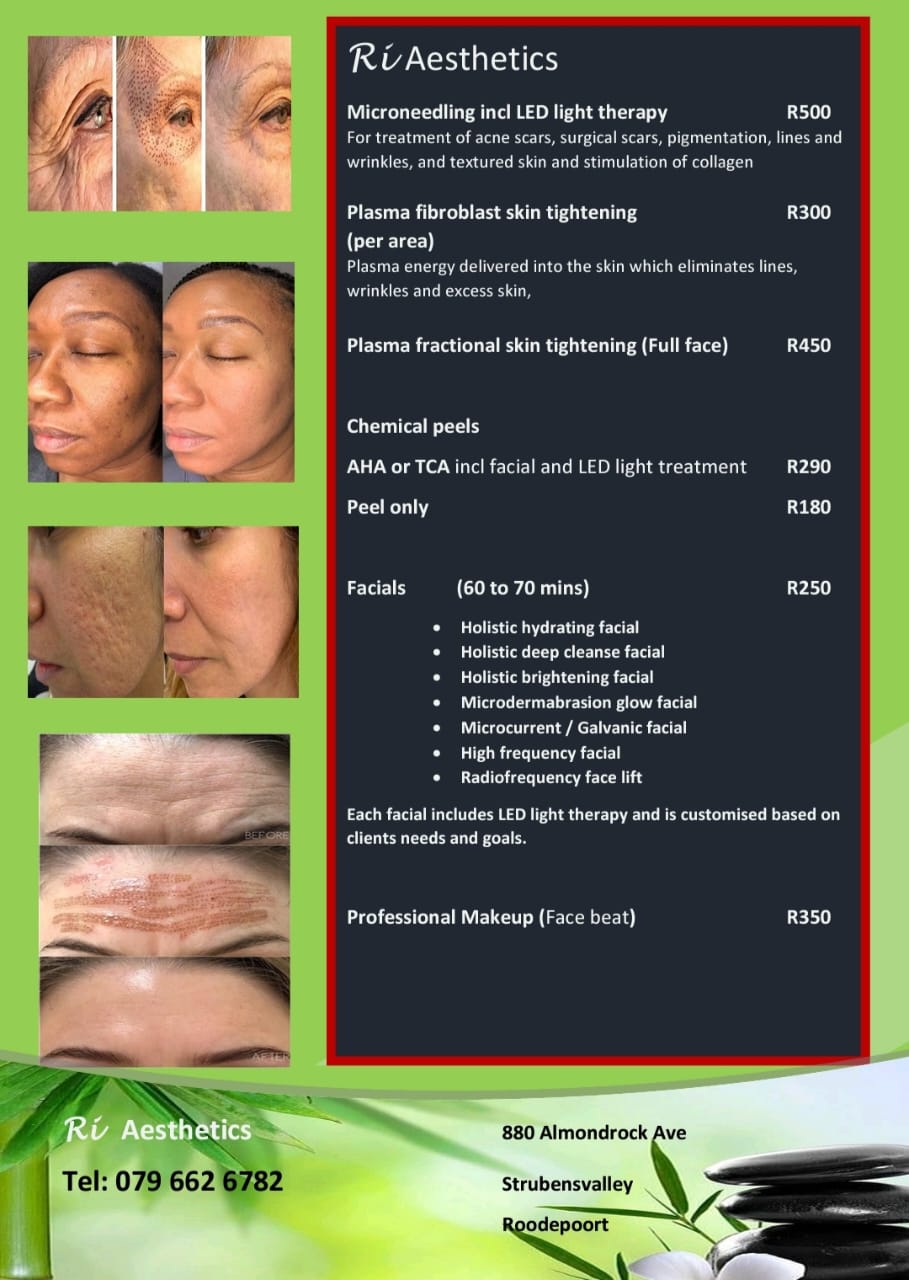 Ri Aesthetics
Microneedling incl LED light therapy R500
For treatment of acne scars, surgical scars, pigmentation, lines and
wrinkles, and textured skin and stimulation of collagen
Plasma fibroblast skin tightening R300
(per area)
Plasma energy delivered into the skin which eliminates lines,
wrinkles and excess skin,
Plasma fractional skin tightening (Full face) R450
Chemical peels
AHA or TCA incl facial and LED light treatment R290
Peel only R180
Facials (60 to 70 mins) R250
• Holistic hydrating facial
• Holistic deep cleanse facial
• Holistic brightening facial
• Microdermabrasion glow facial
• Microcurrent / Galvanic facial
• High frequency facial
• Radiofrequency face lift
Each facial includes LED light therapy and is customised based on
clients needs and goals.
Professional Makeup (Face beat) R350
BEFORE
AFTER
Ri Aesthetics
Tel: 079 662 6782
880 Almondrock Ave
Strubensvalley
Roodepoort